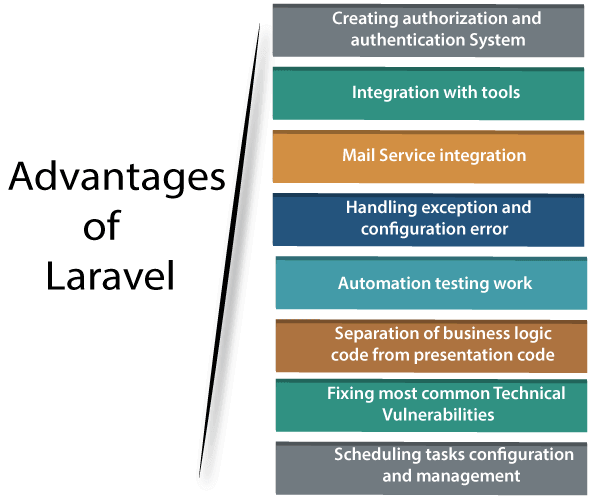 Advantages
of
Laravel
Creating authorization and
authentication System
Integration with tools
Mail Service integration
Handling exception and
configuration error
Automation testing work
Separation of business logic
code from presentation code
Fixing most common Technical
Vulnerabilities
Scheduling tasks configuration
and management